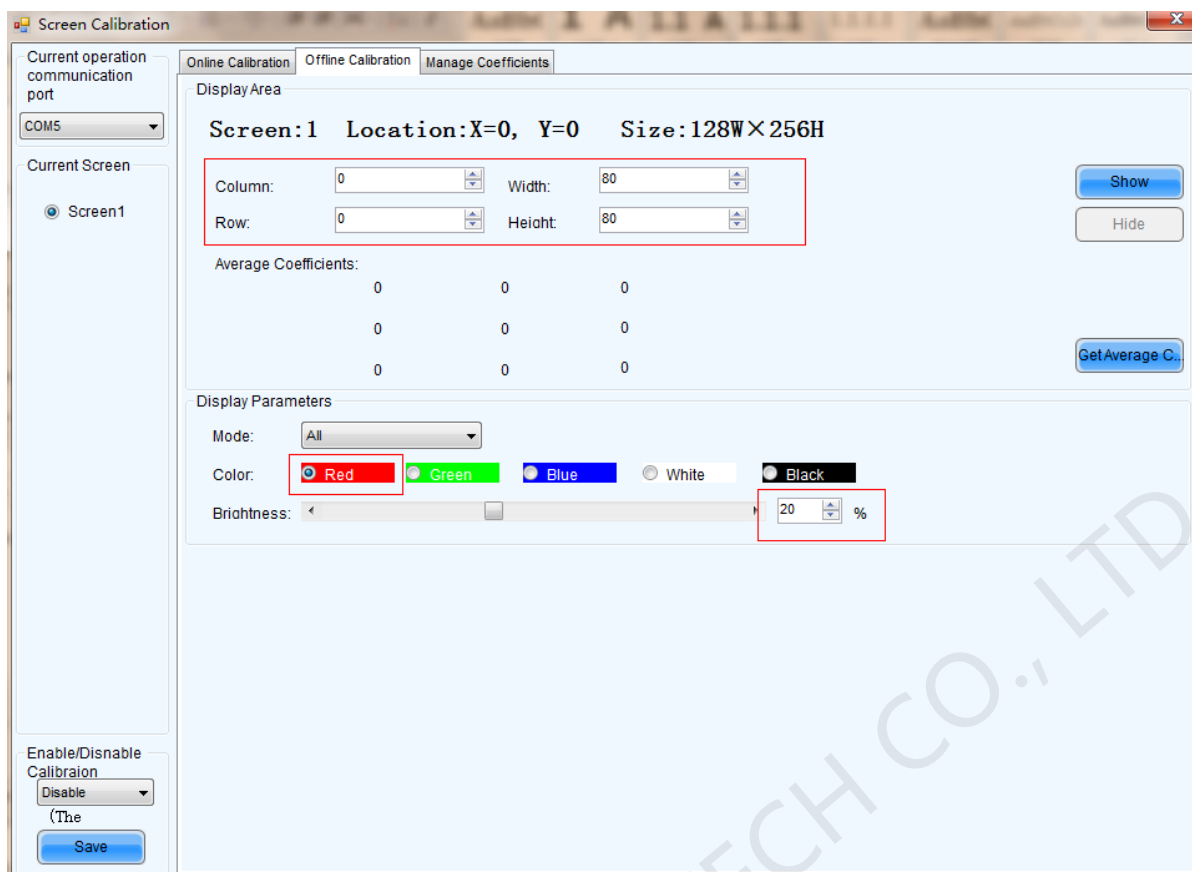 Screen Calibration
Current operation
communication
port
COM5
Current Screen
Screen1
Enable/Disnable
Calibraion
Disable
(The
Save
Online Calibration Offline Calibration Manage Coefficients
Display Area
Screen:1 Location:X=0, Y=0 Size:128W×256H
Column: 0 Width: 80
Row: 0 Height: 80
Show
Hide
Average Coefficients:
0 0 0
0 0 0
0 0 0
Get Average C...
Display Parameters
Mode: All
Color: Red Green Blue White Black
Brightness: 20 %
ECH CO., LTD